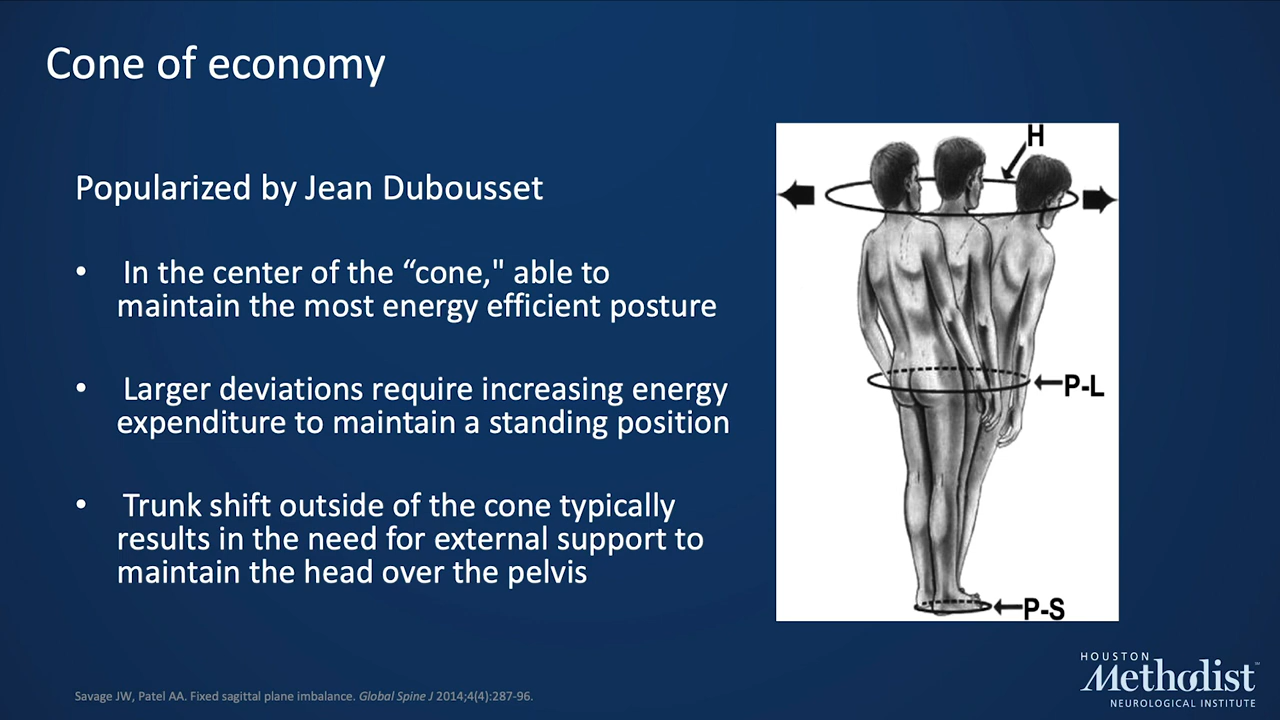 Cone of economy
Popularized by Jean Dubousset
• In the center of the “cone," able to
maintain the most energy efficient posture
• Larger deviations require increasing energy
expenditure to maintain a standing position
• Trunk shift outside of the cone typically
results in the need for external support to
maintain the head over the pelvis
H
P-L
P-S
Savage JW, Patel AA. Fixed sagittal plane imbalance. Global Spine J 2014;4(4):287-96.
HOUSTON
Methodist
NEUROLOGICAL INSTITUTE